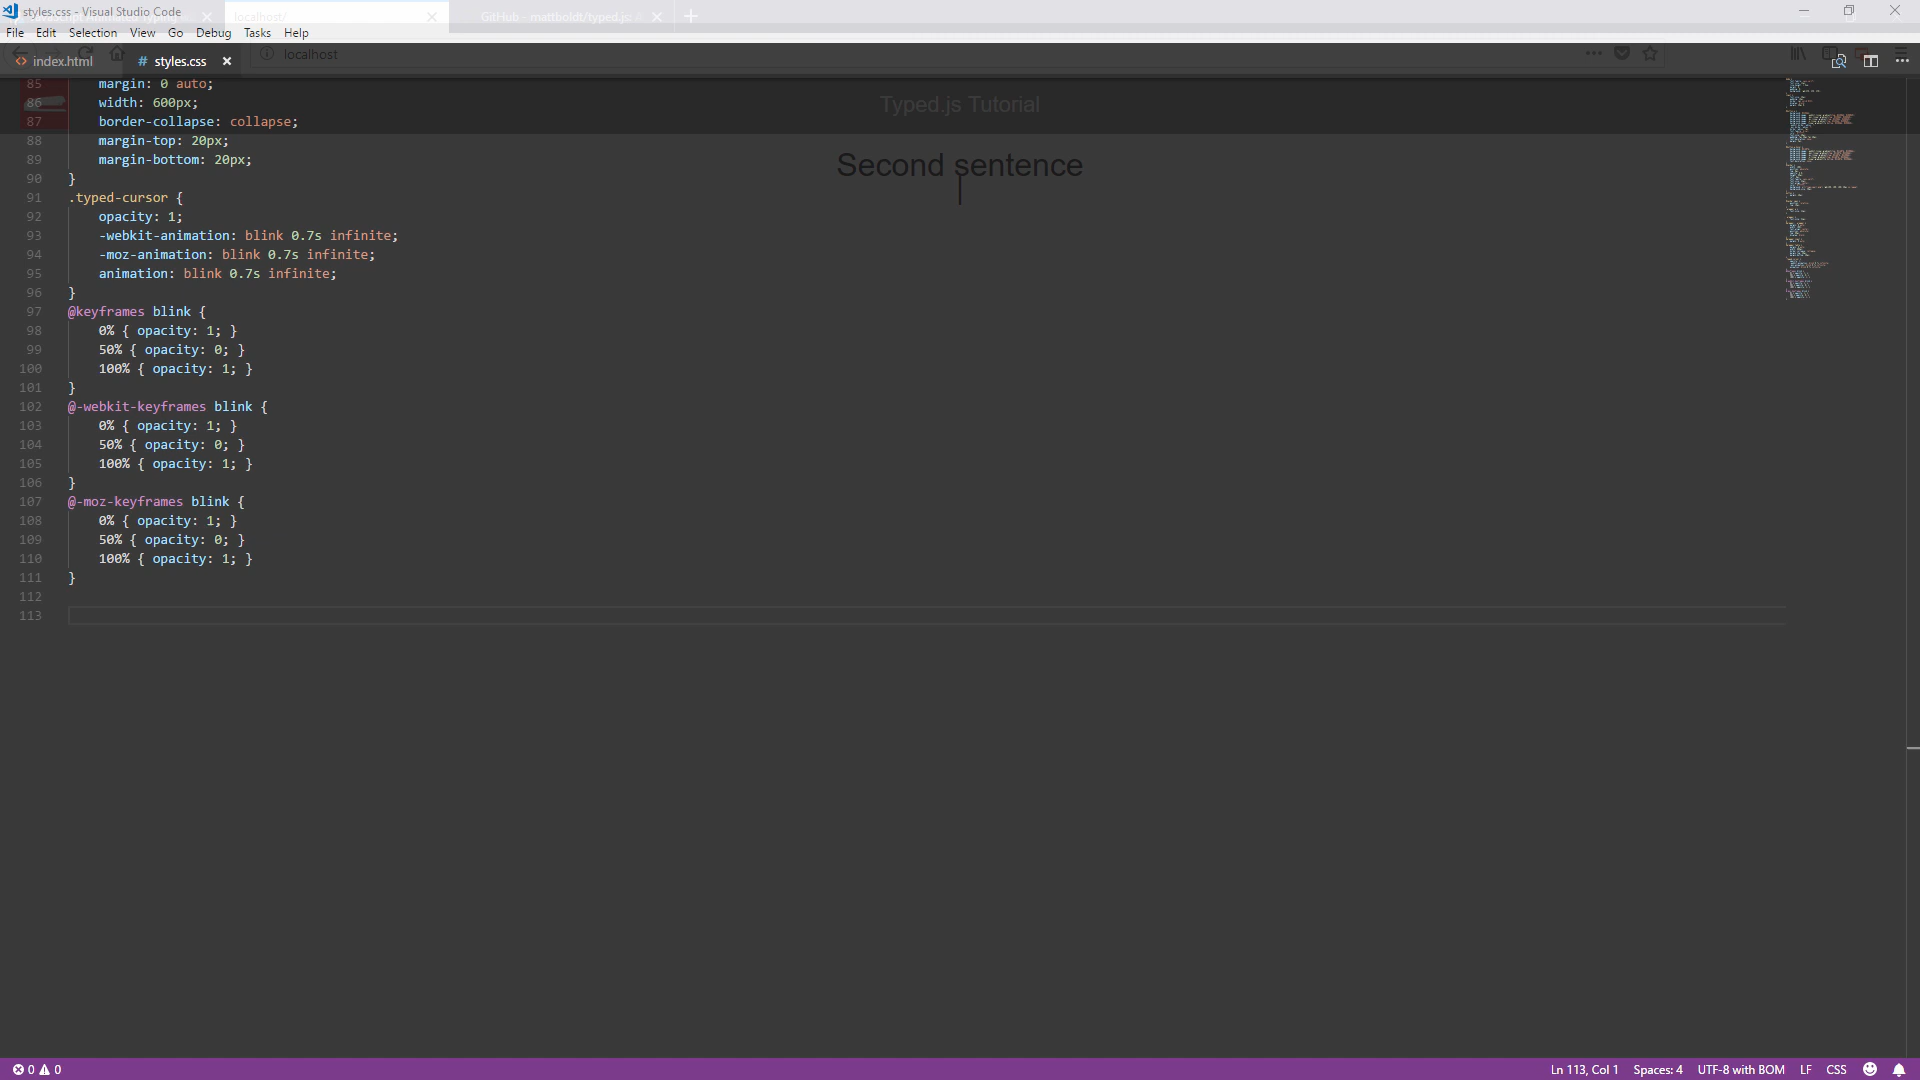 styles.css - Visual Studio Code
localhost/
GitHub - mattboldt/typed.js:
File Edit Selection View Go Debug Tasks Help
index.html
# styles.css
localhost
85 margin: 0 auto;
86 width: 600px;
87 border-collapse: collapse;
88 margin-top: 20px;
89 margin-bottom: 20px;
90 }
91 .typed-cursor {
92 opacity: 1;
93 -webkit-animation: blink 0.7s infinite;
94 -moz-animation: blink 0.7s infinite;
95 animation: blink 0.7s infinite;
96 }
97 @keyframes blink {
98 0% { opacity: 1; }
99 50% { opacity: 0; }
100 100% { opacity: 1; }
101 }
102 @-webkit-keyframes blink {
103 0% { opacity: 1; }
104 50% { opacity: 0; }
105 100% { opacity: 1; }
106 }
107 @-moz-keyframes blink {
108 0% { opacity: 1; }
109 50% { opacity: 0; }
110 100% { opacity: 1; }
111 }
112
113
Typed.js Tutorial
Second sentence
|
0 0
Ln 113, Col 1 Spaces: 4 UTF-8 with BOM LF CSS